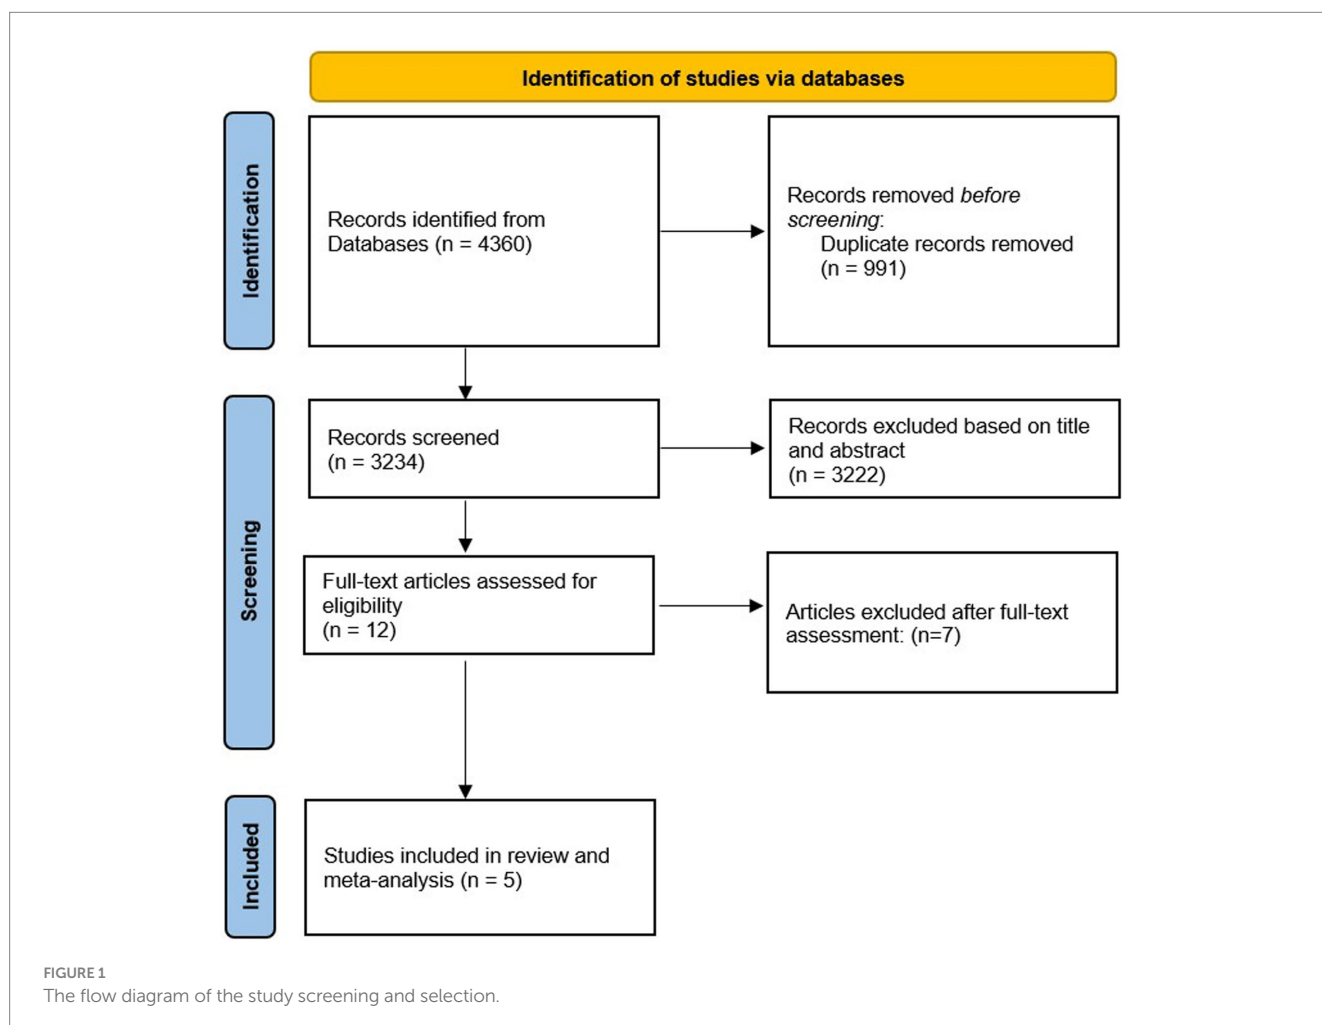 Identification of studies via databases
Identification
Records identified from
Databases (n = 4360)
Records removed before
screening:
Duplicate records removed
(n = 991)
Screening
Records screened
(n = 3234)
Records excluded based on title
and abstract
(n = 3222)
Full-text articles assessed for
eligibility
(n = 12)
Articles excluded after full-text
assessment: (n=7)
Included
Studies included in review and
meta-analysis (n = 5)
FIGURE 1
The flow diagram of the study screening and selection.